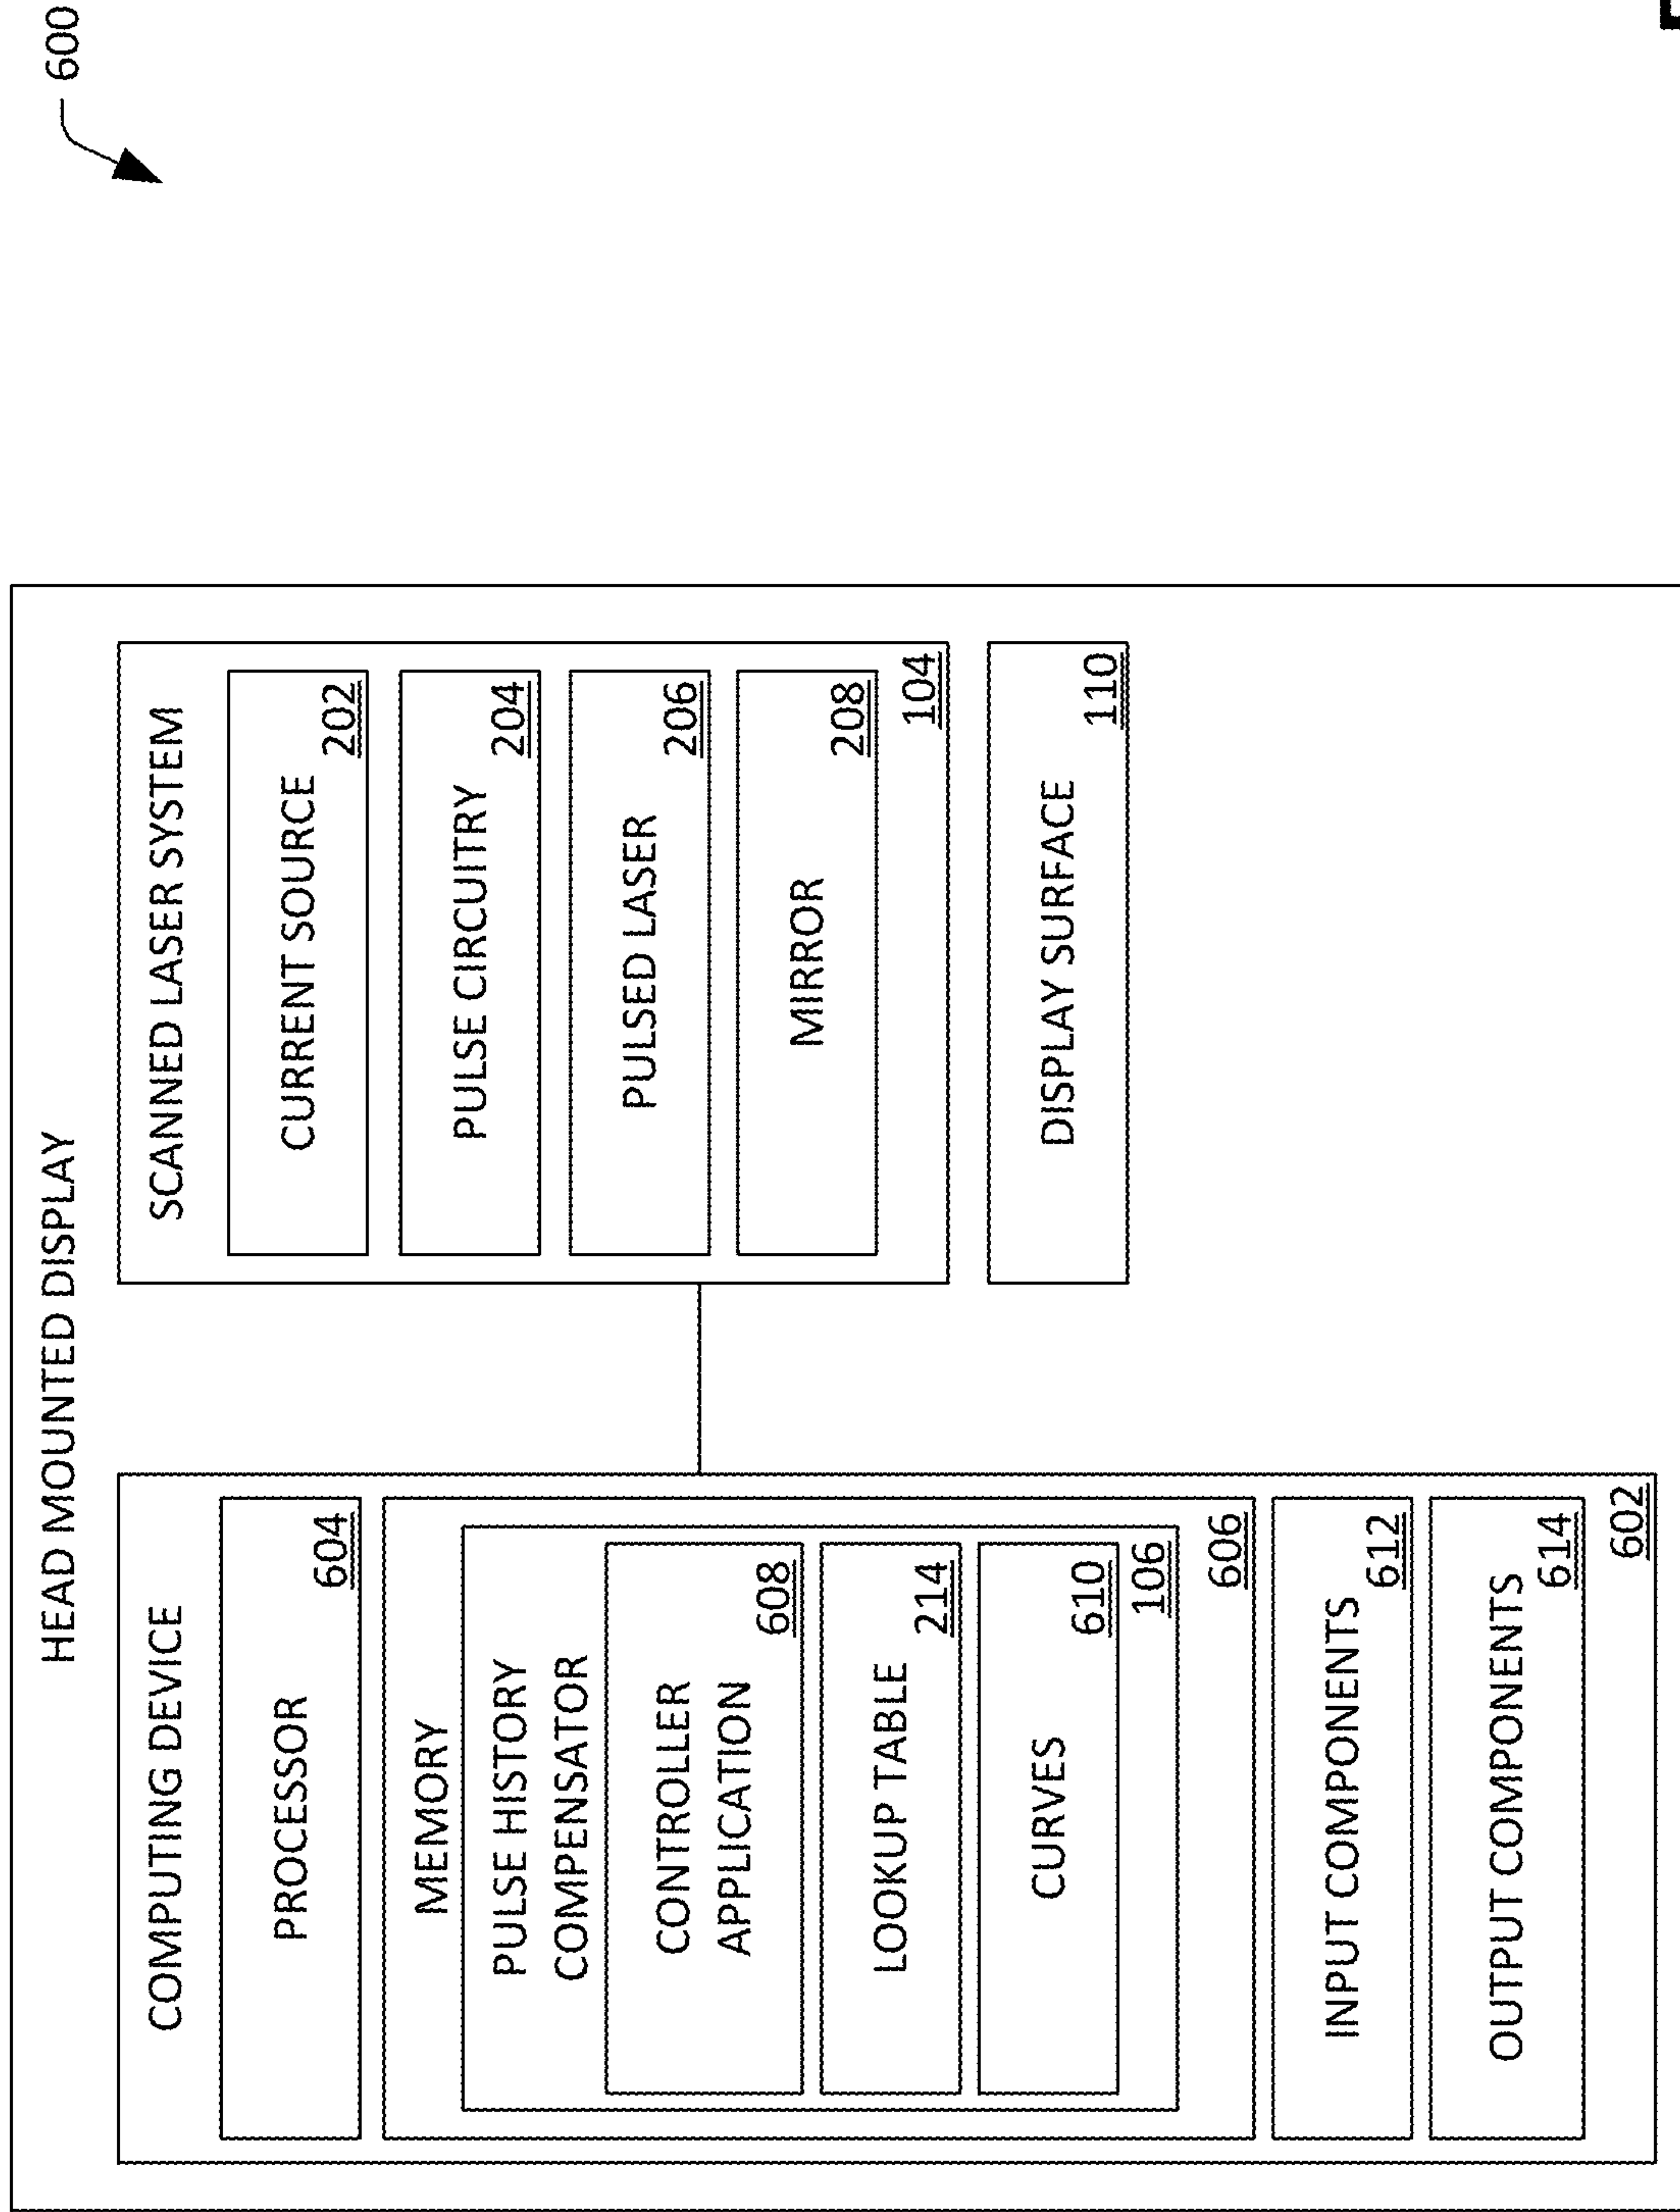 600
HEAD MOUNTED DISPLAY
COMPUTING DEVICE
PROCESSOR
604
MEMORY
PULSE HISTORY
COMPENSATOR
CONTROLLER
APPLICATION
608
LOOKUP TABLE
214
CURVES
610
106
606
INPUT COMPONENTS
612
OUTPUT COMPONENTS
614
602
SCANNED LASER SYSTEM
CURRENT SOURCE
202
PULSE CIRCUITRY
204
PULSED LASER
206
MIRROR
208
104
DISPLAY SURFACE
110